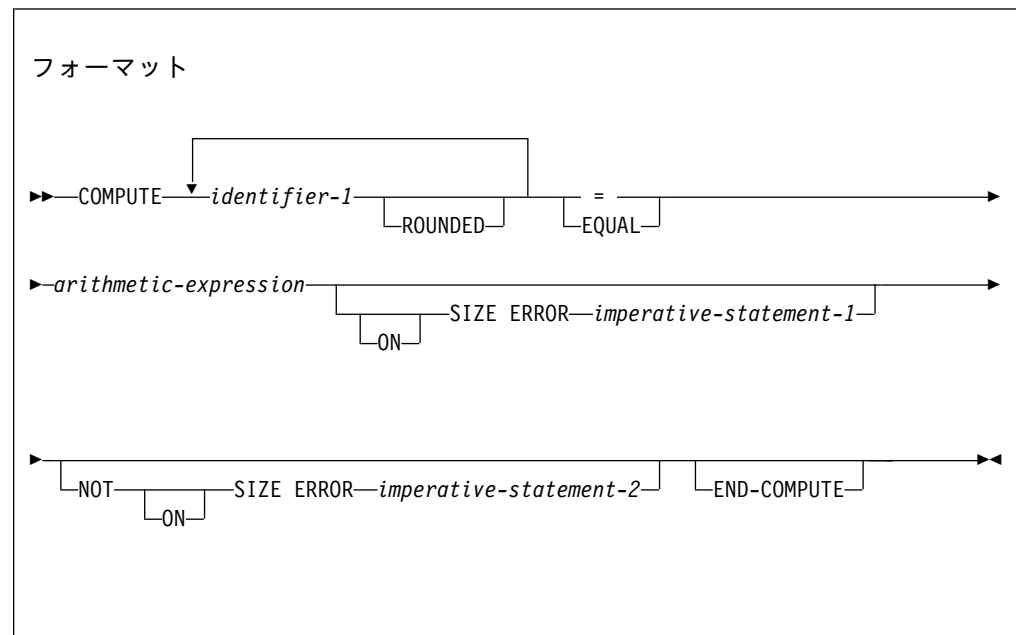 フォーマット
COMPUTE identifier-1 ROUNDED = EQUAL
arithmetic-expression ON SIZE ERROR imperative-statement-1
NOT ON SIZE ERROR imperative-statement-2 END-COMPUTE